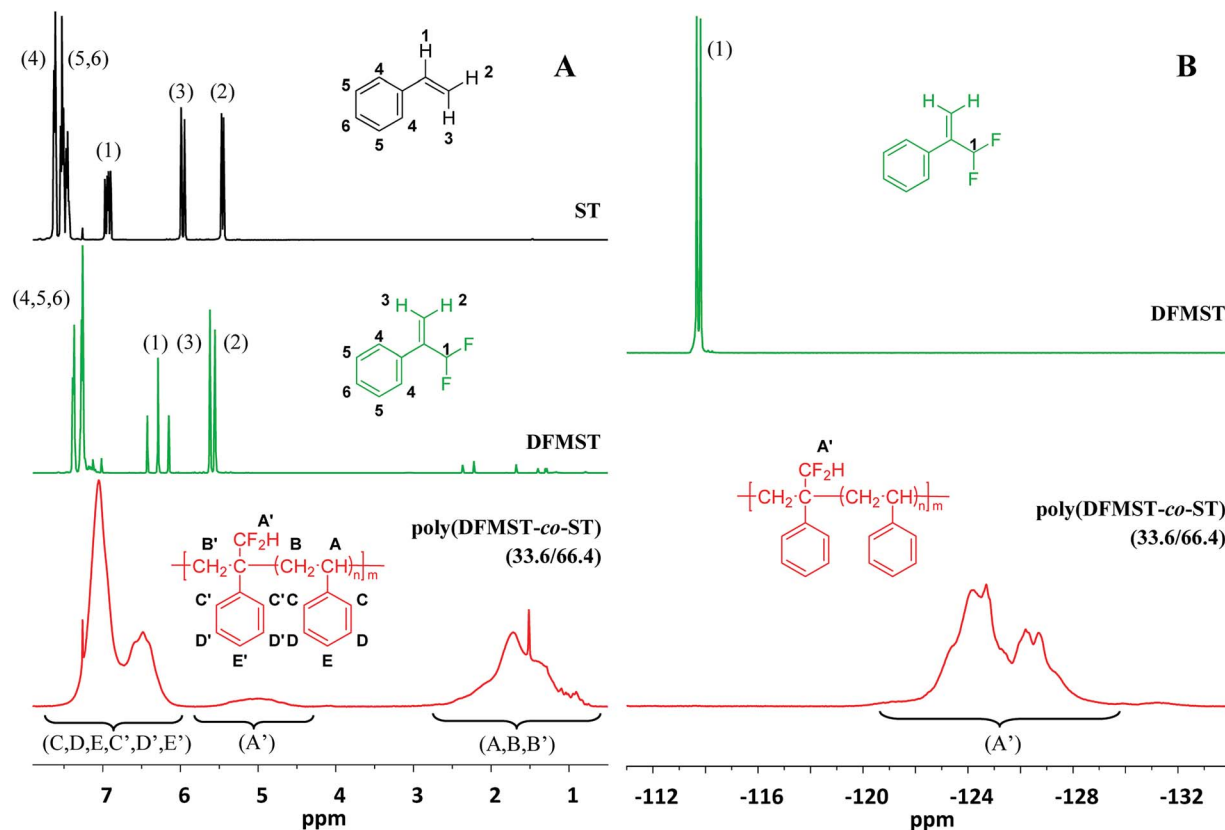 A
(4)
(5,6)
(1)
(3)
(2)
1
H
H 2
H
3
4
5
6
5
4
ST
(4,5,6)
(1)
(3)
(2)
3 H
H 2
1
F
F
4
5
6
5
4
DFMST
poly(DFMST-co-ST)
(33.6/66.4)
A'
B' CF₂H B A
[CH₂-C(CH₂-CH)n]m
C' C' C C
D' D' D D
E' E
(C,D,E,C',D',E')
(A')
(A,B,B')
7 6 5 4 3 2 1
ppm
B
(1)
H H
1
F
F
DFMST
A'
CF₂H
[CH₂-C(CH₂-CH)n]m
poly(DFMST-co-ST)
(33.6/66.4)
(A')
-112 -116 -120 -124 -128 -132
ppm